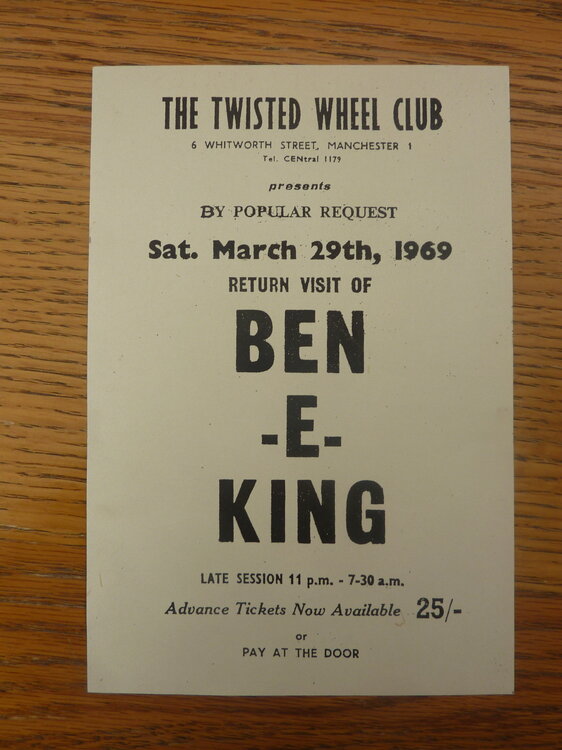 THE TWISTED WHEEL CLUB
6 WHITWORTH STREET, MANCHESTER 1
Tel. CENtral 1179
presents
BY POPULAR REQUEST
Sat. March 29th, 1969
RETURN VISIT OF
BEN
-E-
KING
LATE SESSION 11 p.m. - 7-30 a.m.
Advance Tickets Now Available 25/-
or
PAY AT THE DOOR